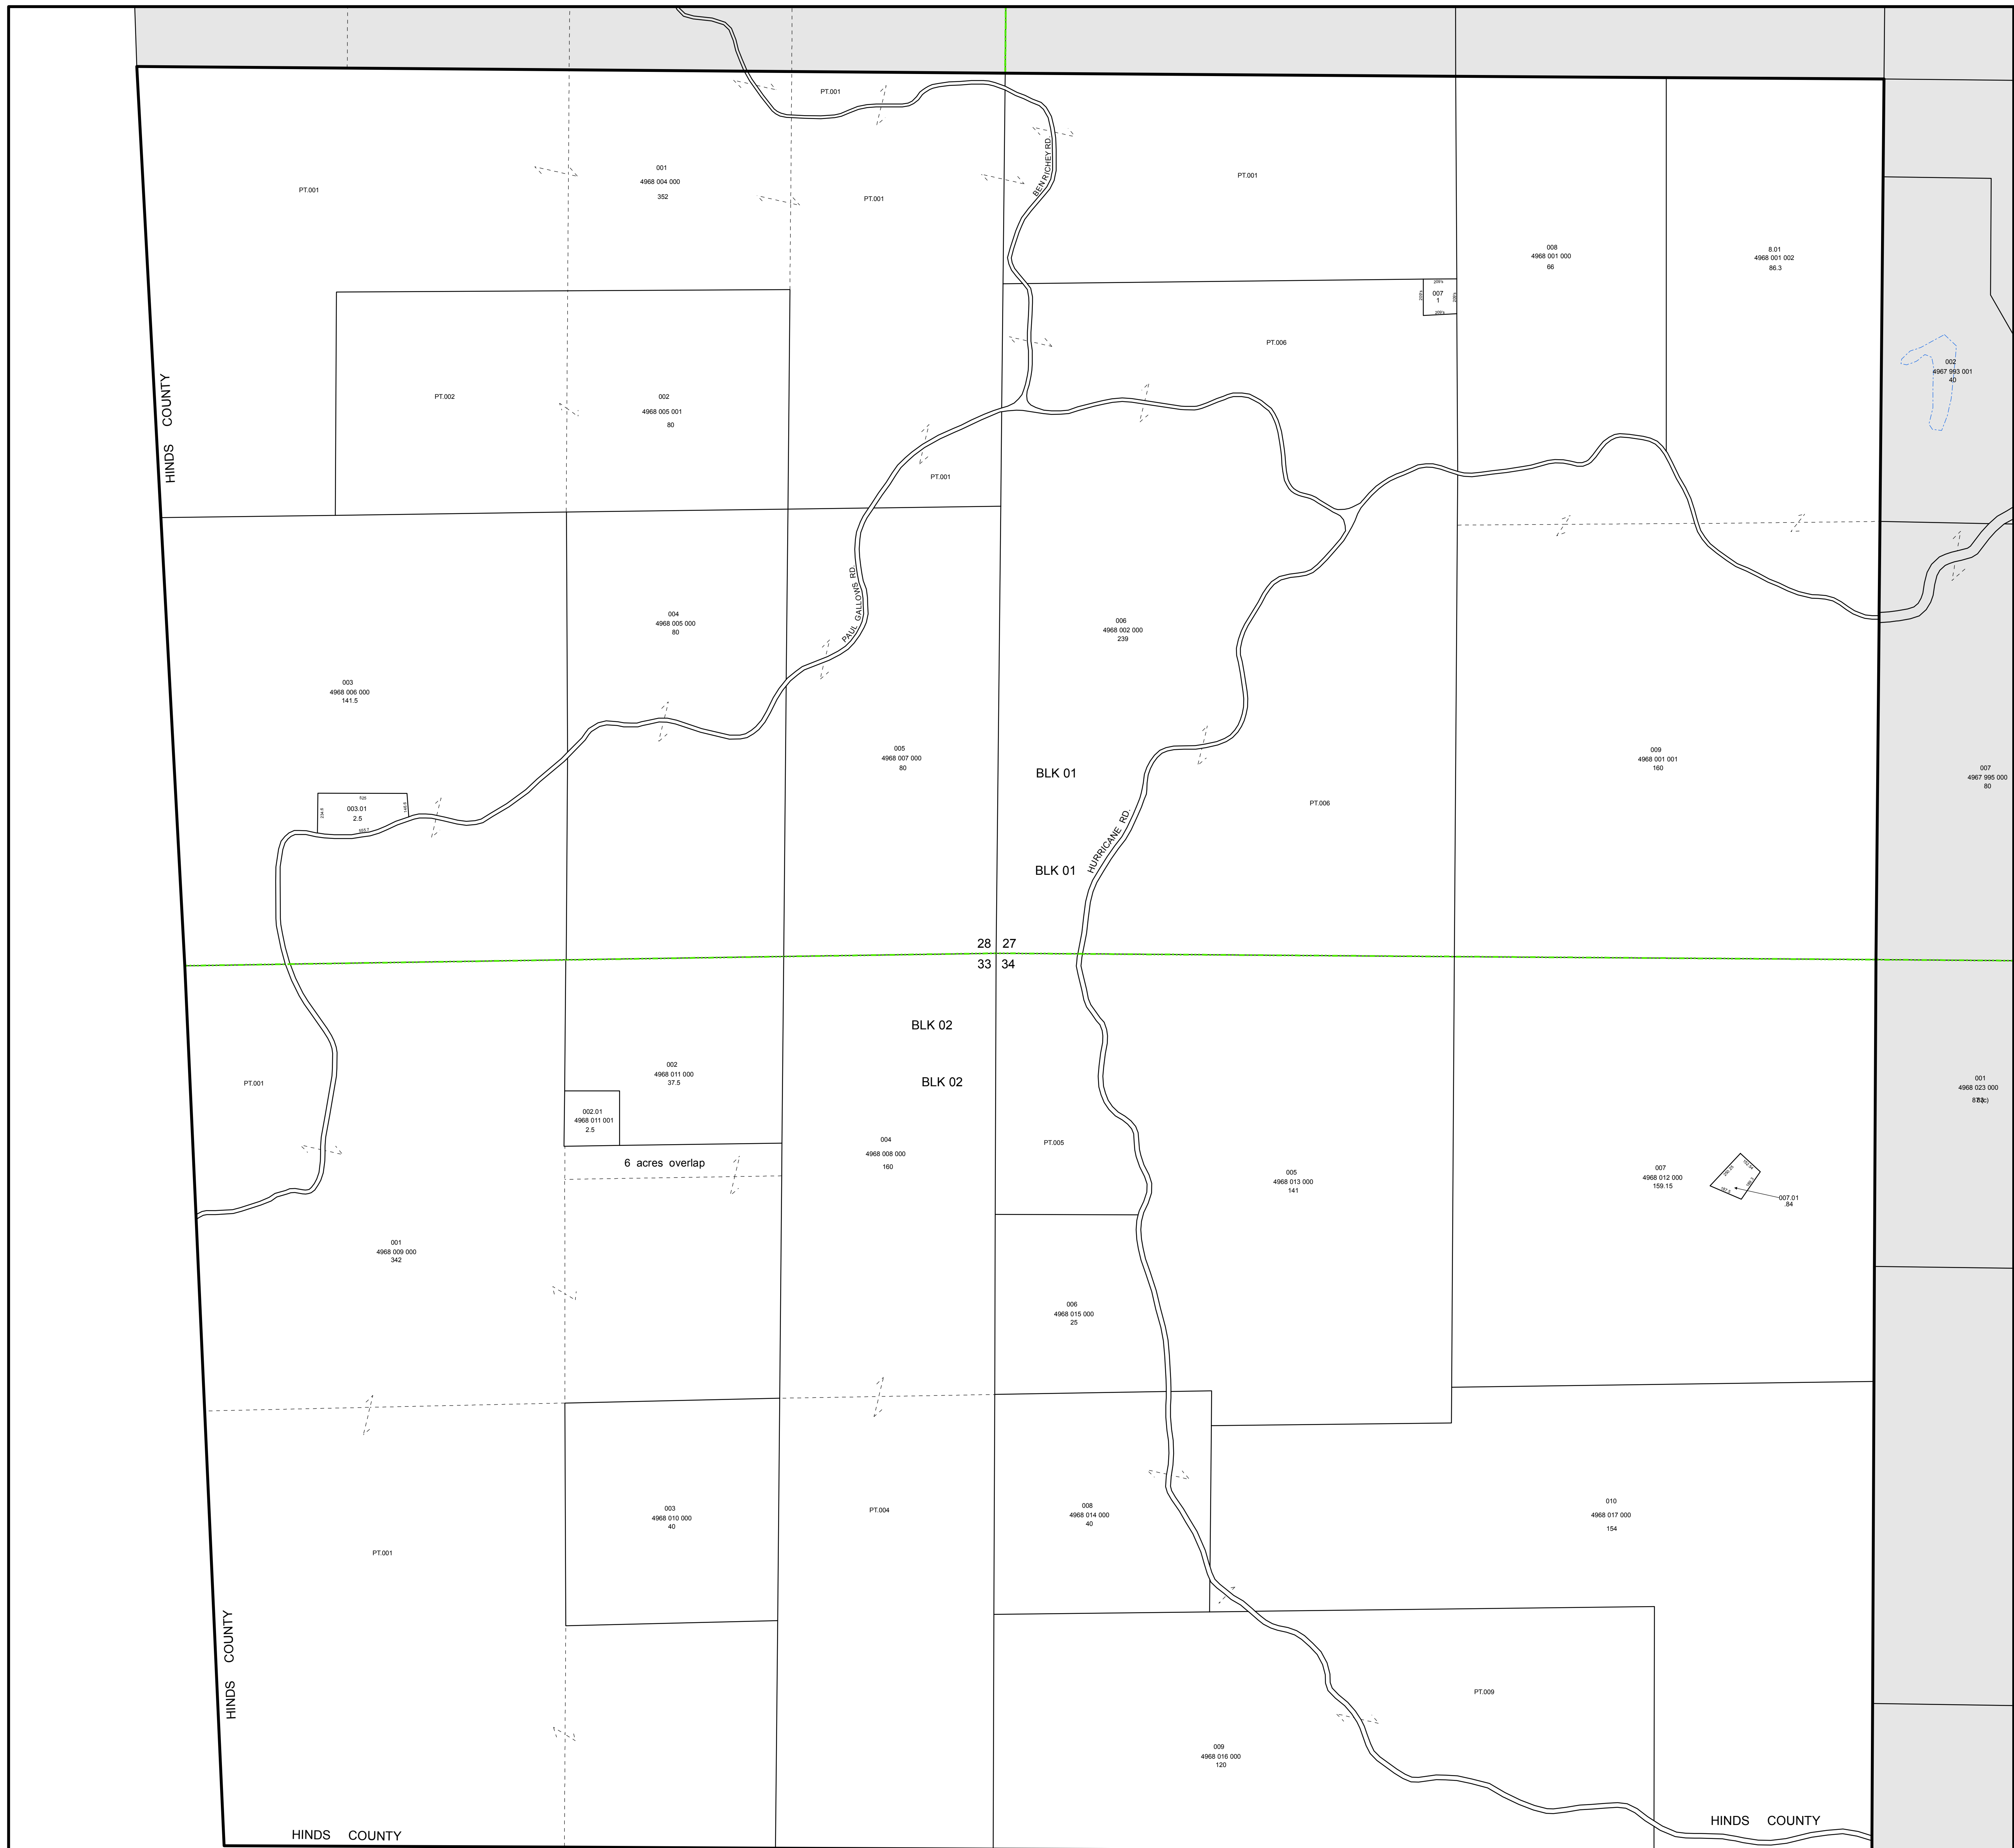 PT.001
BEN RICHEY RD.
001
4968 004 000
352
PT.001
PT.001
PT.001
008
4968 001 000
66
8.01
4968 001 002
86.3
209's
209's
007
1
209's
209's
PT.006
002
4967 993 001
40
HINDS COUNTY
PT.002
002
4968 005 001
80
PT.001
PAUL GALLOWS RD.
004
4968 005 000
80
006
4968 002 000
239
003
4968 006 000
141.5
005
4968 007 000
80
009
4968 001 001
160
007
4967 995 000
80
BLK 01
PT.006
525
234.6
003.01
2.5
HURRICANE RD.
BLK 01
28 27
33 34
BLK 02
002
4968 011 000
37.5
BLK 02
PT.001
001
4968 023 000
002.01
4968 011 001
2.5
004
4968 008 000
160
PT.005
6 acres overlap
005
4968 013 000
141
007
4968 012 000
159.15
007.01
.84
001
4968 009 000
342
006
4968 015 000
25
003
4968 010 000
40
PT.004
008
4968 014 000
40
010
4968 017 000
154
PT.001
HINDS COUNTY
PT.009
009
4968 016 000
120
HINDS COUNTY
HINDS COUNTY